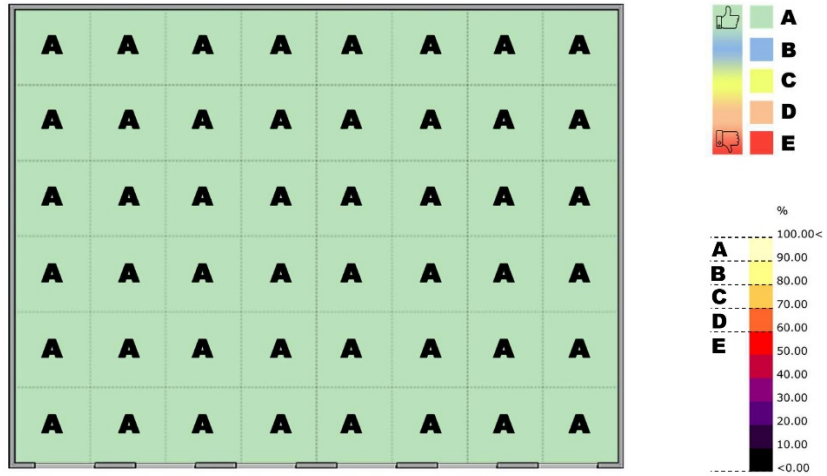 A A A A A A A A
A A A A A A A A
A A A A A A A A
A A A A A A A A
A A A A A A A A
A A A A A A A A
A
B
C
D
E
%
100.00<
A
90.00
B
80.00
C
70.00
D
60.00
E
50.00
40.00
30.00
20.00
10.00
<0.00